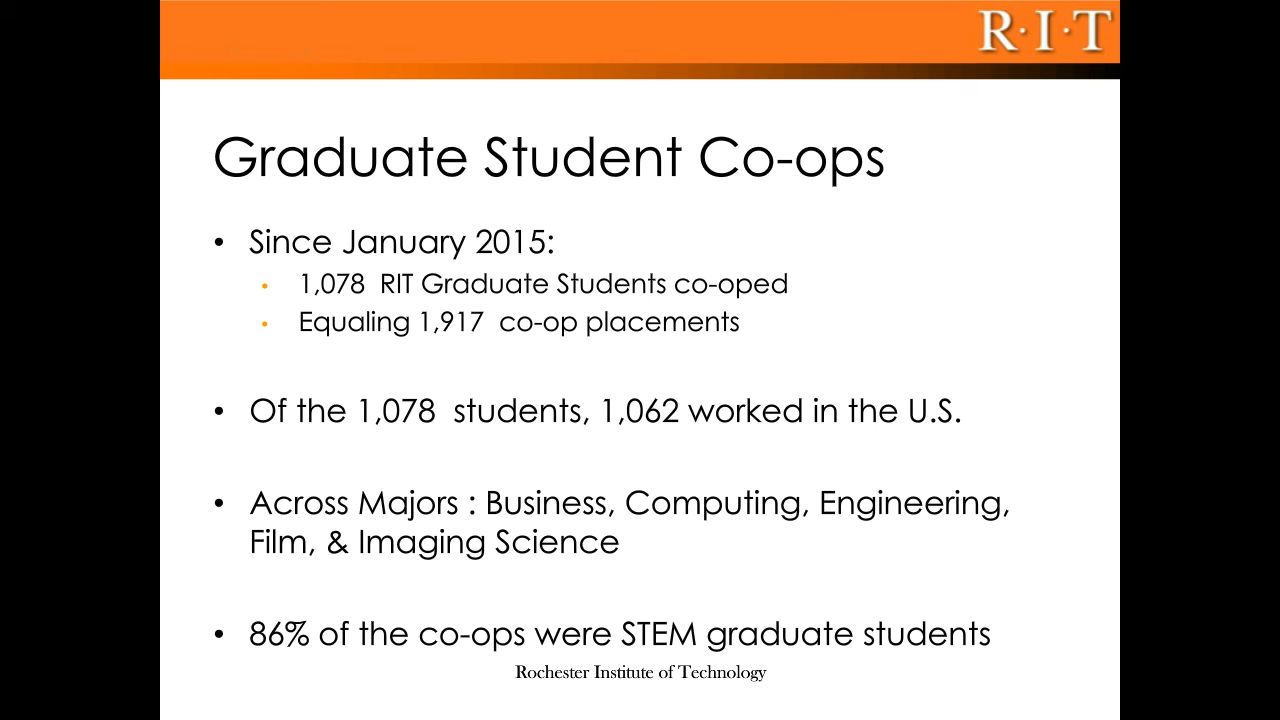 R·I·T
Graduate Student Co-ops
• Since January 2015:
• 1,078 RIT Graduate Students co-oped
• Equaling 1,917 co-op placements
• Of the 1,078 students, 1,062 worked in the U.S.
• Across Majors : Business, Computing, Engineering,
Film, & Imaging Science
• 86% of the co-ops were STEM graduate students
Rochester Institute of Technology